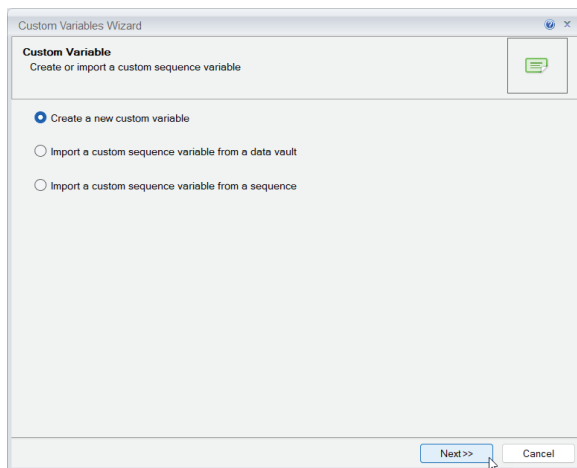 Custom Variables Wizard
Custom Variable
Create or import a custom sequence variable
Create a new custom variable
Import a custom sequence variable from a data vault
Import a custom sequence variable from a sequence
Next>>
Cancel